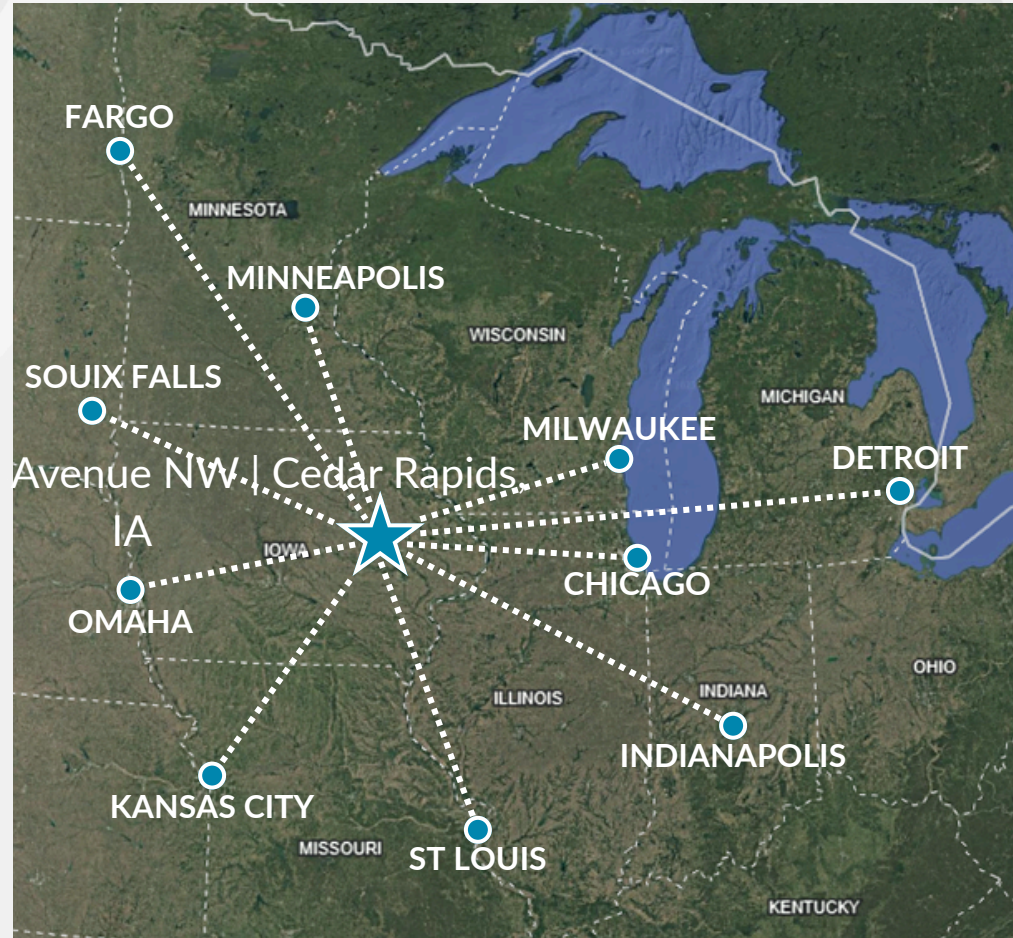 FARGO
MINNESOTA
MINNEAPOLIS
WISCONSIN
SOUIX FALLS
MICHIGAN
MILWAUKEE
DETROIT
Avenue NW | Cedar Rapids,
IA
IOWA
CHICAGO
OMAHA
OHIO
INDIANA
ILLINOIS
INDIANAPOLIS
KANSAS CITY
MISSOURI
ST LOUIS
KENTUCKY